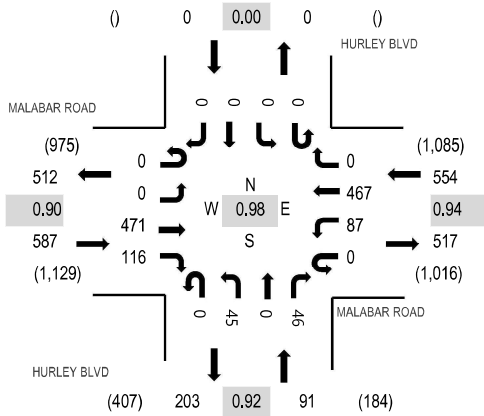 () 0 0.00 0 ()
HURLEY BLVD
MALABAR ROAD
0 0 0 0
(975) 0 0 (1,085)
512 0 467 554
0.90 W N 0.98 E S 0.94
471 87
587 116 0 517
(1,129) (1,016)
0 45 0 46
MALABAR ROAD
HURLEY BLVD
(407) 203 0.92 91 (184)